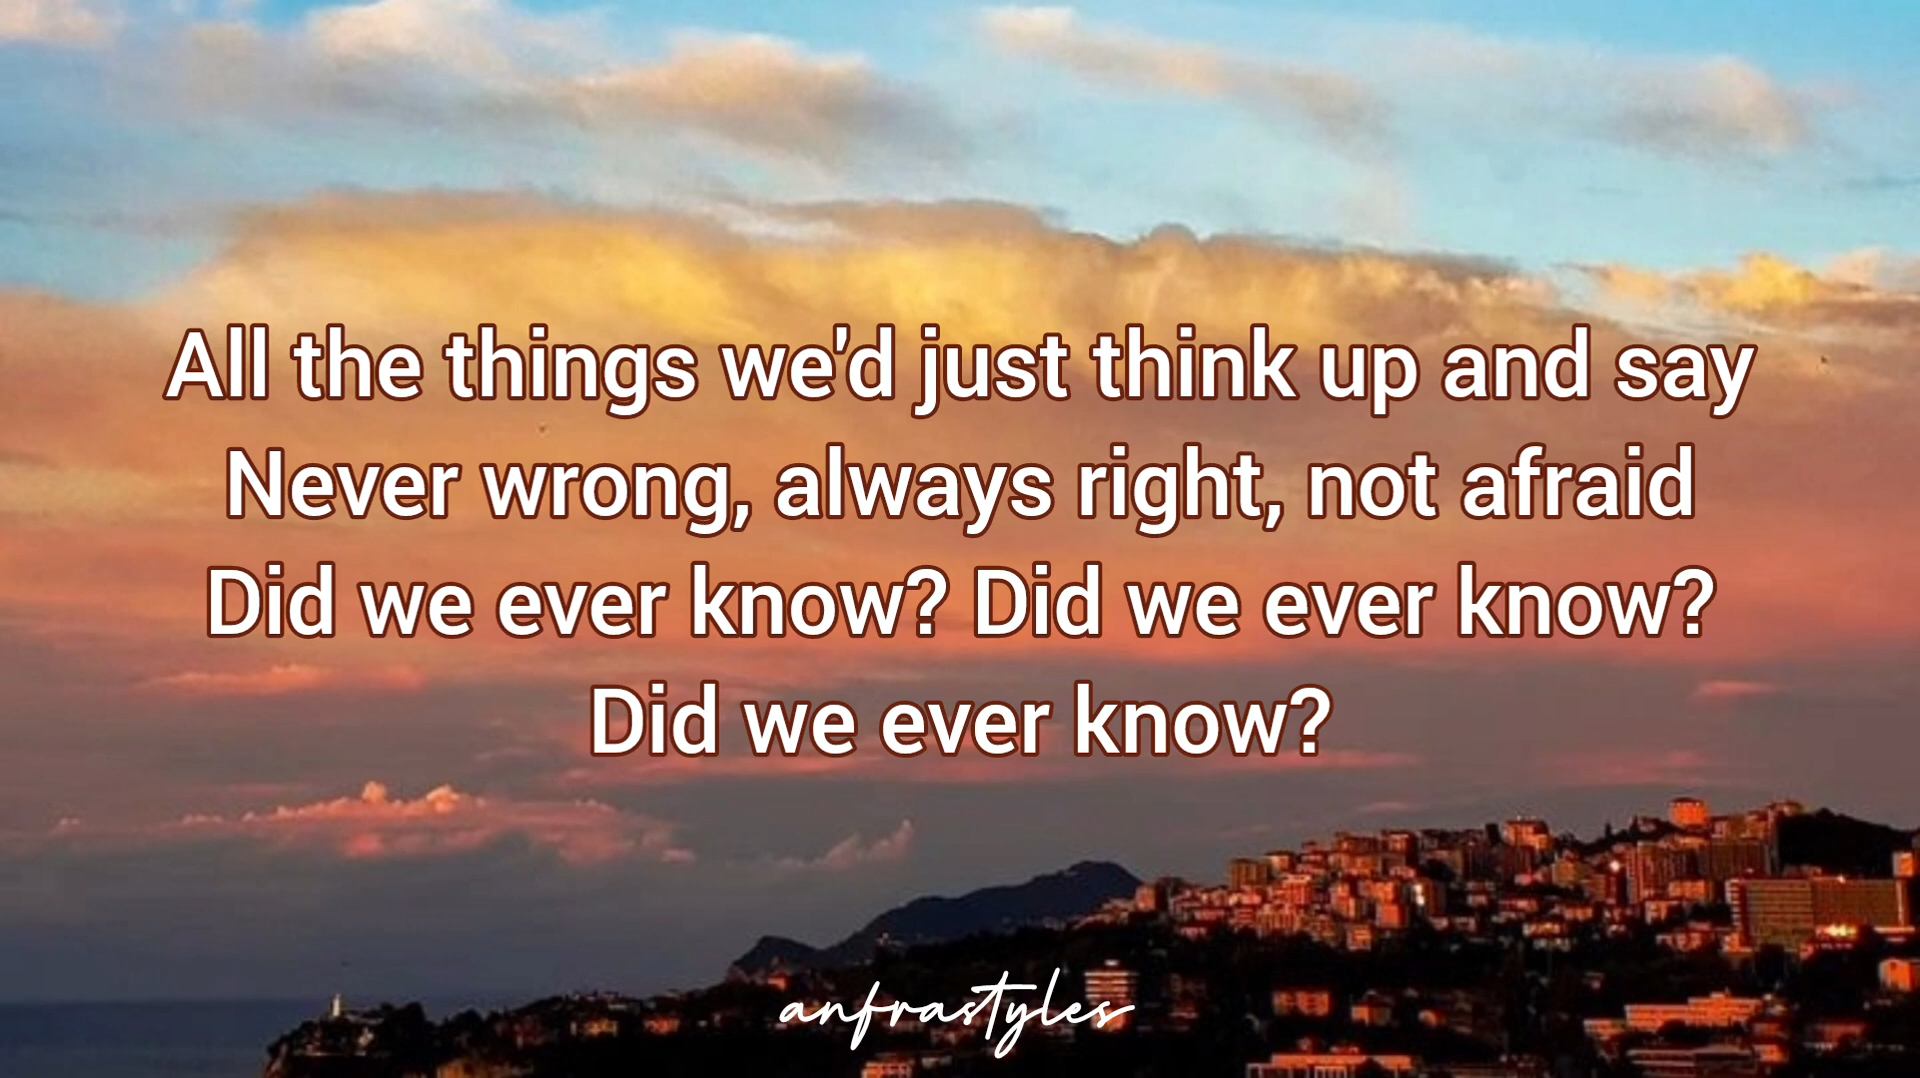 All the things we'd just think up and say
Never wrong, always right, not afraid
Did we ever know? Did we ever know?
Did we ever know?
anfrastyles